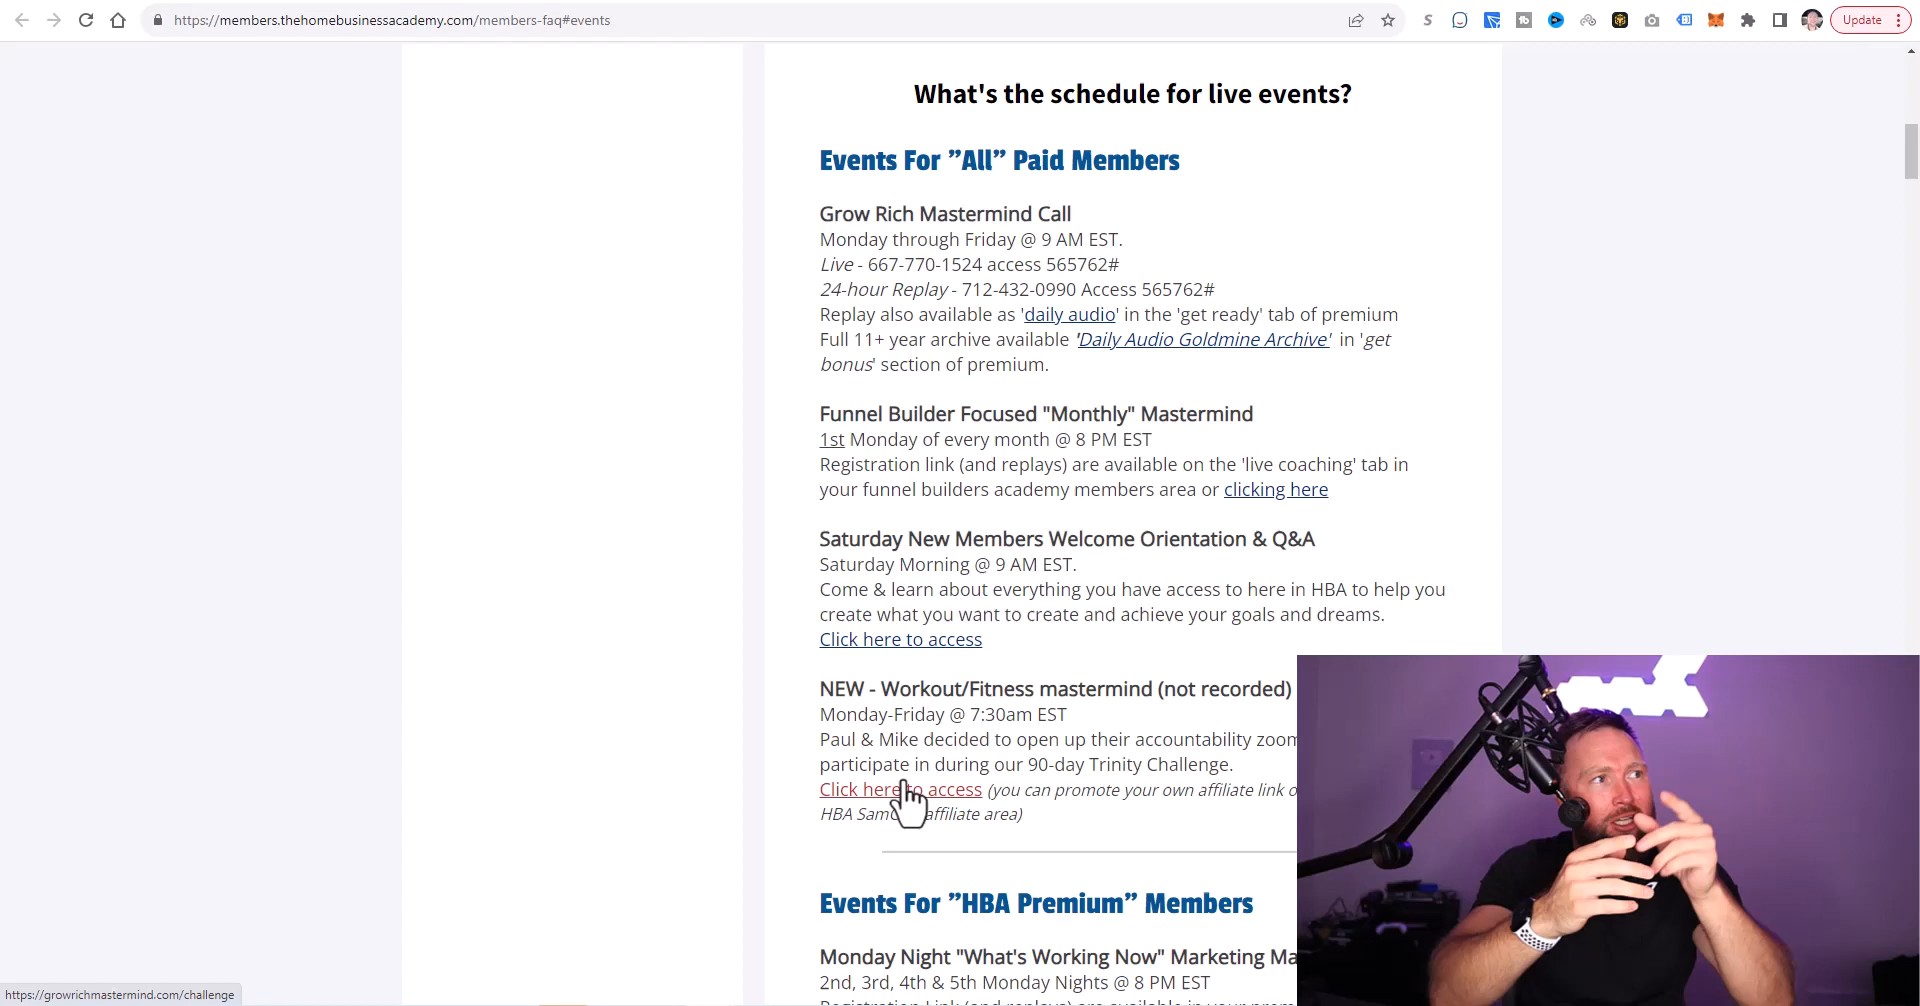 https://members.thehomebusinessacademy.com/members-faq#events
Update
What's the schedule for live events?
Events For "All" Paid Members
Grow Rich Mastermind Call
Monday through Friday @ 9 AM EST.
Live - 667-770-1524 access 565762#
24-hour Replay - 712-432-0990 Access 565762#
Replay also available as 'daily audio' in the 'get ready' tab of premium
Full 11+ year archive available 'Daily Audio Goldmine Archive' in 'get
bonus' section of premium.
Funnel Builder Focused "Monthly" Mastermind
1st Monday of every month @ 8 PM EST
Registration link (and replays) are available on the 'live coaching' tab in
your funnel builders academy members area or clicking here
Saturday New Members Welcome Orientation & Q&A
Saturday Morning @ 9 AM EST.
Come & learn about everything you have access to here in HBA to help you
create what you want to create and achieve your goals and dreams.
Click here to access
NEW - Workout/Fitness mastermind (not recorded)
Monday-Friday @ 7:30am EST
Paul & Mike decided to open up their accountability zoom
participate in during our 90-day Trinity Challenge.
Click here to access (you can promote your own affiliate link
HBA affiliate area)
Events For "HBA Premium" Members
Monday Night "What's Working Now" Marketing
2nd, 3rd, 4th & 5th Monday Nights @ 8 PM EST
https://growrichmastermind.com/challenge